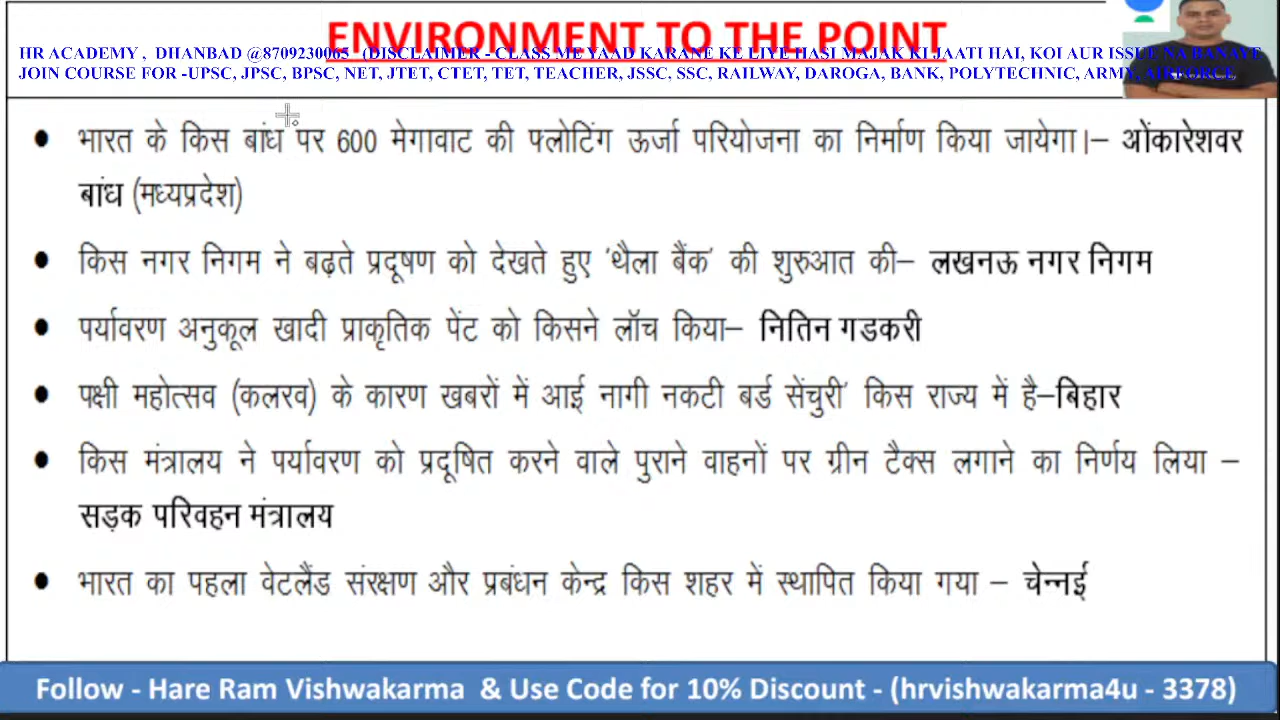 ENVIRONMENT TO THE POINT
HR ACADEMY , DHANBAD @8709230065 (DISCLAIMER - CLASS ME YAAD KARANE KE LIYE HASI MAJAK KI JAATI HAI, KOI AUR ISSUE NA BANAYE
JOIN COURSE FOR -UPSC, JPSC, BPSC, NET, JTET, CTET, TET, TEACHER, JSSC, SSC, RAILWAY, DAROGA, BANK, POLYTECHNIC, ARMY, AIRFORCE
• भारत के किस बांध पर 600 मेगावाट की फ्लोटिंग ऊर्जा परियोजना का निर्माण किया जायेगा।– ओंकारेशवर
बांध (मध्यप्रदेश)
• किस नगर निगम ने बढ़ते प्रदूषण को देखते हुए 'थैला बैंक' की शुरुआत की– लखनऊ नगर निगम
• पर्यावरण अनुकूल खादी प्राकृतिक पेंट को किसने लॉच किया– नितिन गडकरी
• पक्षी महोत्सव (कलरव) के कारण खबरों में आई नागी नकटी बर्ड सेंचुरी' किस राज्य में है–बिहार
• किस मंत्रालय ने पर्यावरण को प्रदूषित करने वाले पुराने वाहनों पर ग्रीन टैक्स लगाने का निर्णय लिया –
सड़क परिवहन मंत्रालय
• भारत का पहला वेटलैंड संरक्षण और प्रबंधन केन्द्र किस शहर में स्थापित किया गया – चेन्नई
Follow - Hare Ram Vishwakarma & Use Code for 10% Discount - (hrvishwakarma4u - 3378)